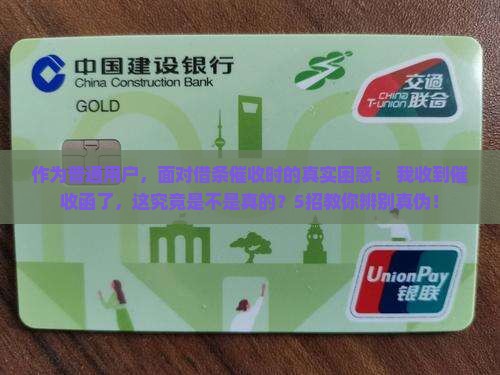 中国建设银行
China Construction Bank
GOLD
交通
联合
CHINA
T-UNION
作为普通用户，面对借条催收时的真实困惑： 我收到催
收函了，这究竟是不是真的？5招教你辨别真伪！
UnionPay
银联